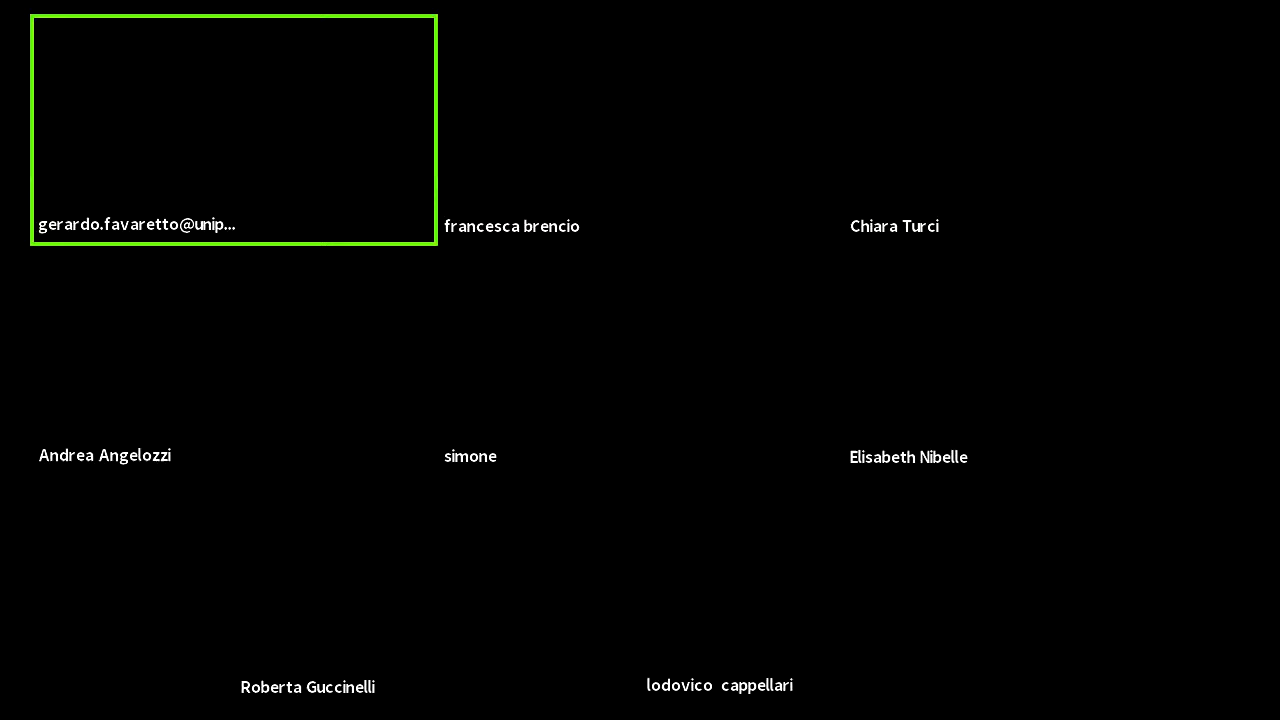 gerardo.favaretto@unip...
francesca brencio
Chiara Turci
Andrea Angelozzi
simone
Elisabeth Nibelle
Roberta Guccinelli
lodovico cappellari